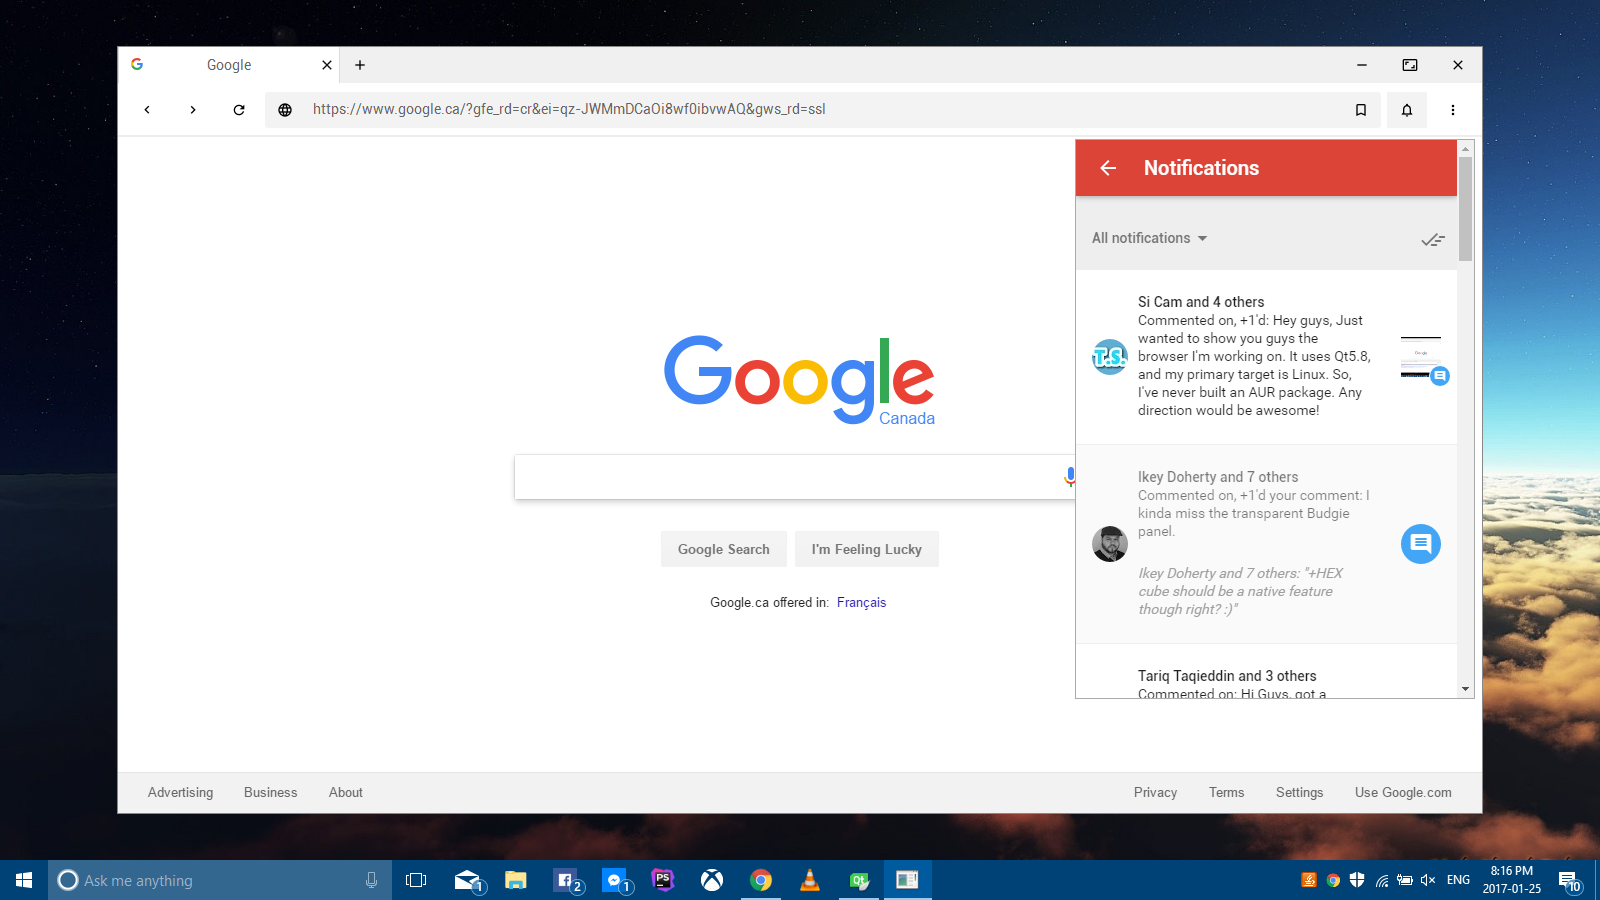 Google
https://www.google.ca/?gfe_rd=cr&ei=qz-JWMmDCaOi8wf0ibvwAQ&gws_rd=ssl
Notifications
All notifications
Si Cam and 4 others
Commented on, +1'd: Hey guys, Just
wanted to show you guys the
browser I'm working on. It uses Qt5.8,
and my primary target is Linux. So,
I've never built an AUR package. Any
direction would be awesome!
T.S.
Ikey Doherty and 7 others
Commented on, +1'd your comment: I
kinda miss the transparent Budgie
panel.
Ikey Doherty and 7 others: "+HEX
cube should be a native feature
though right? :)"
Tariq Taqieddin and 3 others
Commented on: Hi Guys, got a
Google
Canada
Google Search
I'm Feeling Lucky
Google.ca offered in: Français
Advertising
Business
About
Privacy
Terms
Settings
Use Google.com
Ask me anything
1
2
1
PS
Qt
ENG
8:16 PM
2017-01-25
10